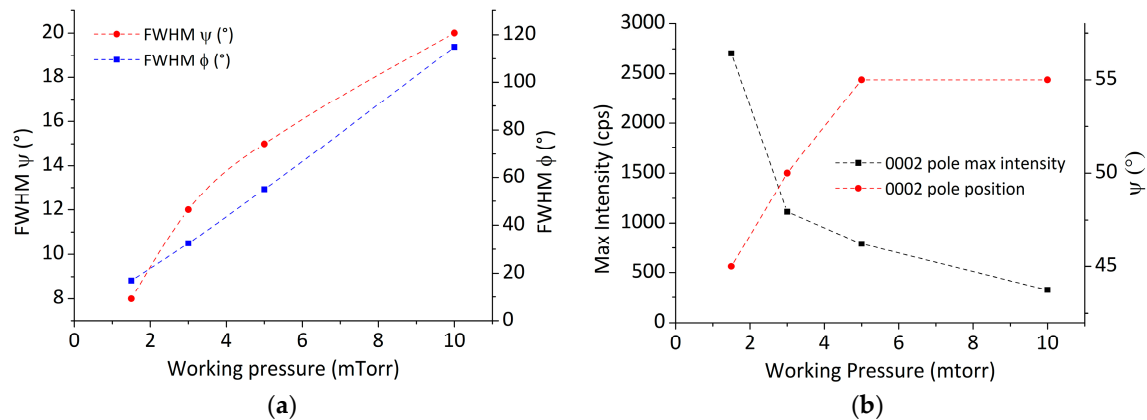 FWHM ψ (°)
FWHM ϕ (°)
20
18
16
14
12
10
8
FWHM ψ (°)
120
100
80
60
40
20
0
FWHM ϕ (°)
0 2 4 6 8 10
Working pressure (mTorr)
(a)
3000
2500
2000
1500
1000
500
0
Max Intensity (cps)
0002 pole max intensity
0002 pole position
55
50
45
ψ (°)
0 2 4 6 8 10
Working Pressure (mtorr)
(b)